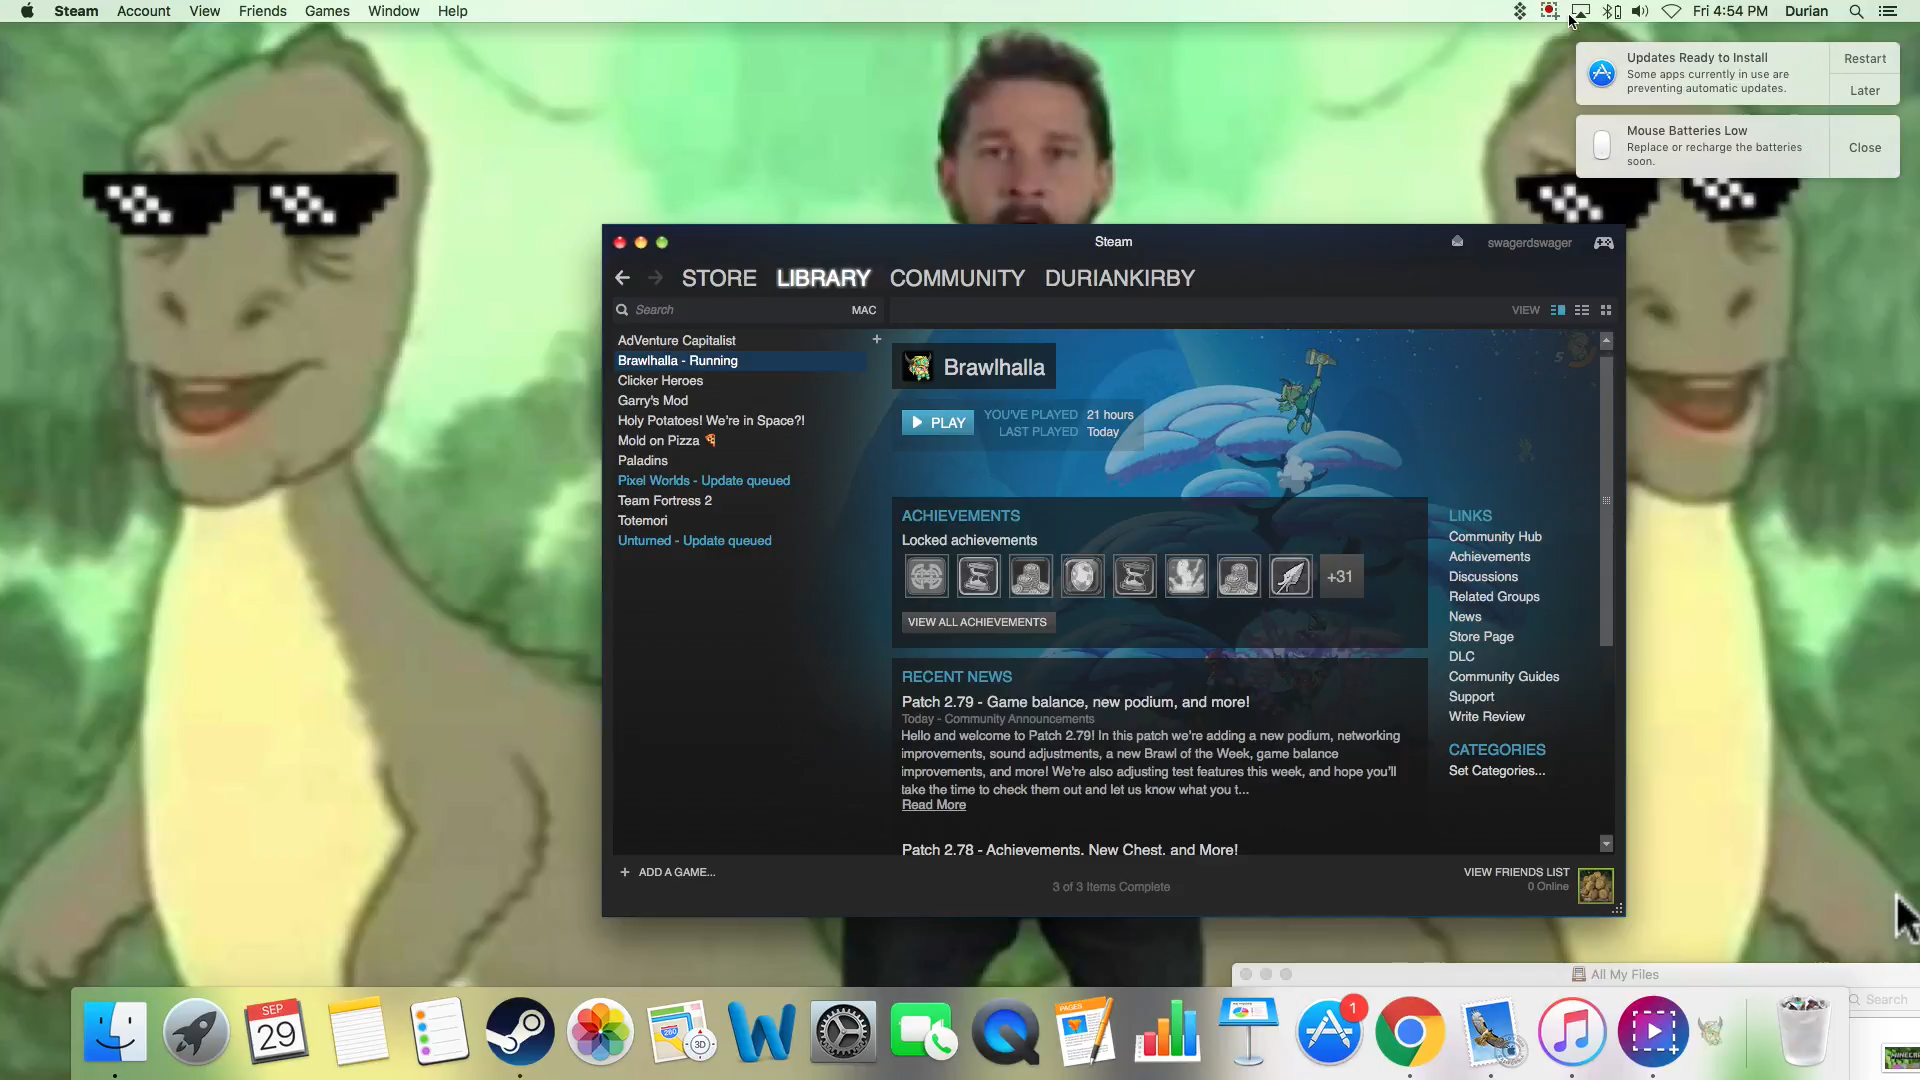 Steam Account View Friends Games Window Help
Fri 4:54 PM Durian
Updates Ready to Install
Some apps currently in use are
preventing automatic updates.
Restart
Later
Mouse Batteries Low
Replace or recharge the batteries
soon.
Close
Steam
swagerdswager
STORE LIBRARY COMMUNITY DURIANKIRBY
Search MAC
VIEW
AdVenture Capitalist
Brawlhalla - Running
Clicker Heroes
Garry's Mod
Holy Potatoes! We're in Space?!
Mold on Pizza 🍕
Paladins
Pixel Worlds - Update queued
Team Fortress 2
Totemori
Unturned - Update queued
Brawlhalla
PLAY
YOU'VE PLAYED 21 hours
LAST PLAYED Today
ACHIEVEMENTS
Locked achievements
+31
VIEW ALL ACHIEVEMENTS
RECENT NEWS
Patch 2.79 - Game balance, new podium, and more!
Today - Community Announcements
Hello and welcome to Patch 2.79! In this patch we're adding a new podium, networking
improvements, sound adjustments, a new Brawl of the Week, game balance
improvements, and more! We're also adjusting test features this week, and hope you'll
take the time to check them out and let us know what you t...
Read More
Patch 2.78 - Achievements, New Chest, and More!
LINKS
Community Hub
Achievements
Discussions
Related Groups
News
Store Page
DLC
Community Guides
Support
Write Review
CATEGORIES
Set Categories...
+ ADD A GAME...
3 of 3 Items Complete
VIEW FRIENDS LIST
0 Online
All My Files
Search
SEP
29
280
3D
PAGES
1